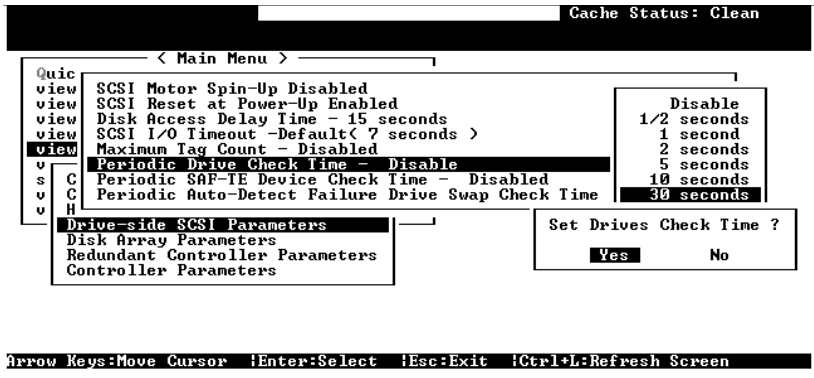 Cache Status: Clean
< Main Menu >
Quic
view
view
view
view
view
v
s
v
v
C
C
H
SCSI Motor Spin-Up Disabled
SCSI Reset at Power-Up Enabled
Disk Access Delay Time - 15 seconds
SCSI I/O Timeout -Default( 7 seconds )
Maximum Tag Count - Disabled
Periodic Drive Check Time - Disable
Periodic SAF-TE Device Check Time - Disabled
Periodic Auto-Detect Failure Drive Swap Check Time
Disable
1/2 seconds
1 second
2 seconds
5 seconds
10 seconds
30 seconds
Drive-side SCSI Parameters
Disk Array Parameters
Redundant Controller Parameters
Controller Parameters
Set Drives Check Time ?
Yes No
Arrow Keys:Move Cursor |Enter:Select |Esc:Exit |Ctrl+L:Refresh Screen